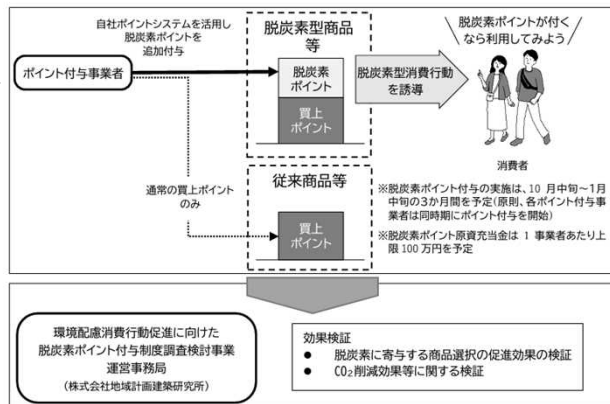 自社ポイントシステムを活用し
脱炭素ポイントを
追加付与
ポイント付与事業者
通常の買上ポイント
のみ
脱炭素型商品
等
脱炭素
ポイント
買上
ポイント
脱炭素型消費行動
を誘導
脱炭素ポイントが付く
なら利用してみよう
消費者
従来商品等
買上
ポイント
※脱炭素ポイント付与の実施は、10 月中旬~1月
中旬の3か月間を予定(原則、各ポイント付与事
業者は同時期にポイント付与を開始)
※脱炭素ポイント原資充当金は 1 事業者あたり上
限 100 万円を予定
環境配慮消費行動促進に向けた
脱炭素ポイント付与制度調査検討事業
運営事務局
(株式会社地域計画建築研究所)
効果検証
● 脱炭素に寄与する商品選択の促進効果の検証
● CO₂削減効果等に関する検証